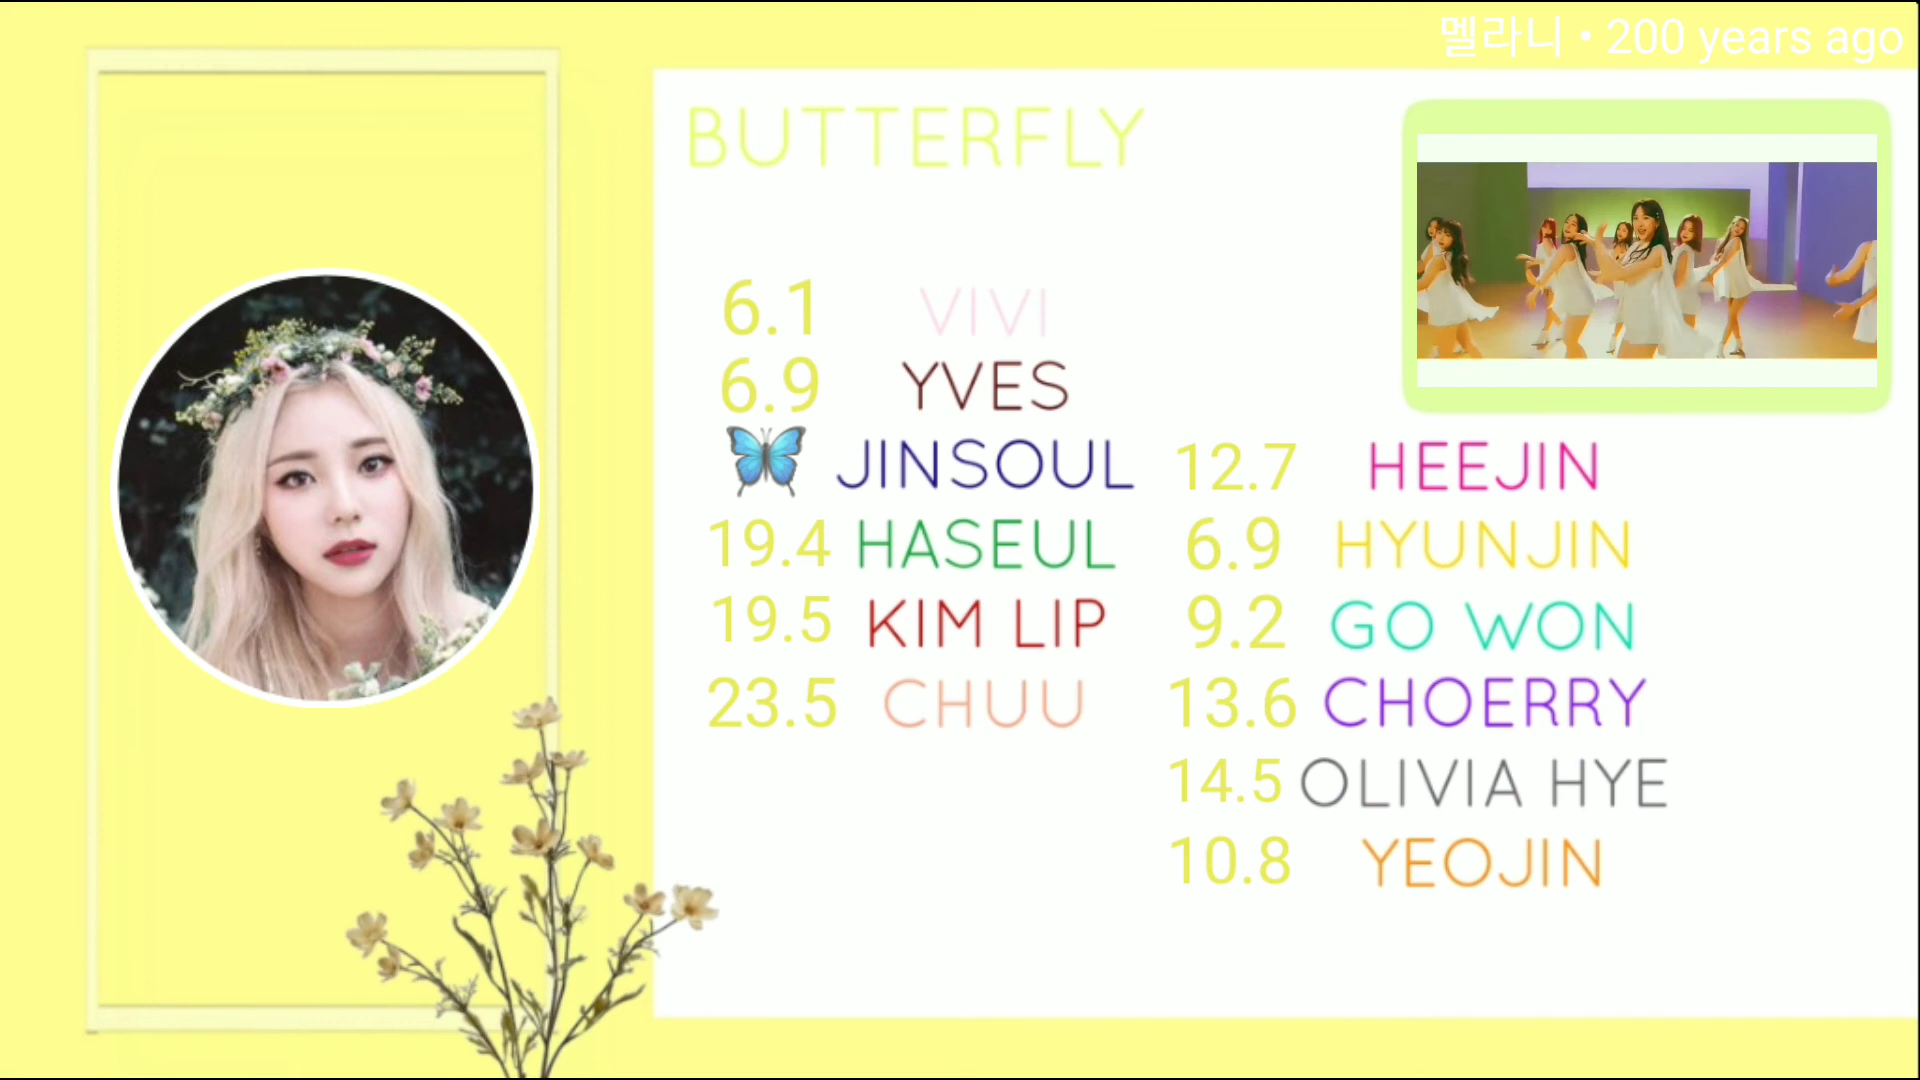 멜라니 • 200 years ago
BUTTERFLY
6.1 VIVI
6.9 YVES
🦋 JINSOUL
19.4 HASEUL
19.5 KIM LIP
23.5 CHUU
12.7 HEEJIN
6.9 HYUNJIN
9.2 GO WON
13.6 CHOERRY
14.5 OLIVIA HYE
10.8 YEOJIN